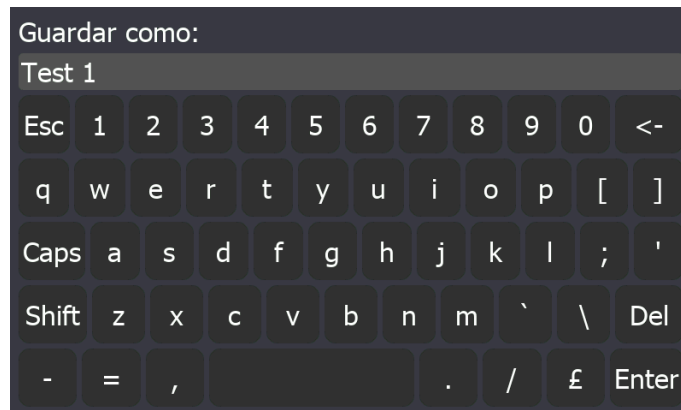 Guardar como:
Test 1
Esc 1 2 3 4 5 6 7 8 9 0 <-
q w e r t y u i o p [ ]
Caps a s d f g h j k l ; '
Shift z x c v b n m ` \ Del
- = , . / £ Enter